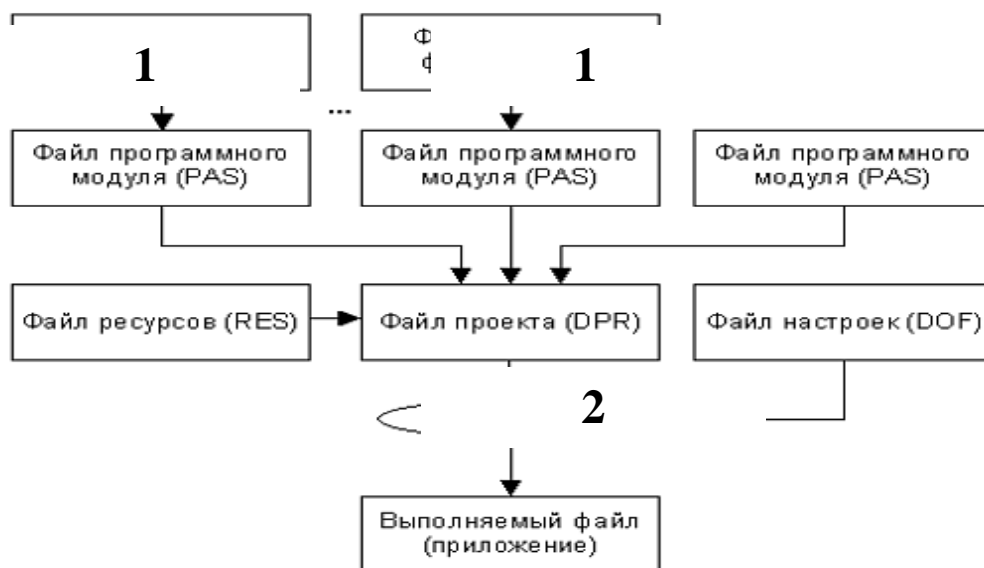 1
1
...
Файл программного
модуля (PAS)
Файл программного
модуля (PAS)
Файл программного
модуля (PAS)
Файл ресурсов (RES)
Файл проекта (DPR)
Файл настроек (DOF)
2
Выполняемый файл
(приложение)